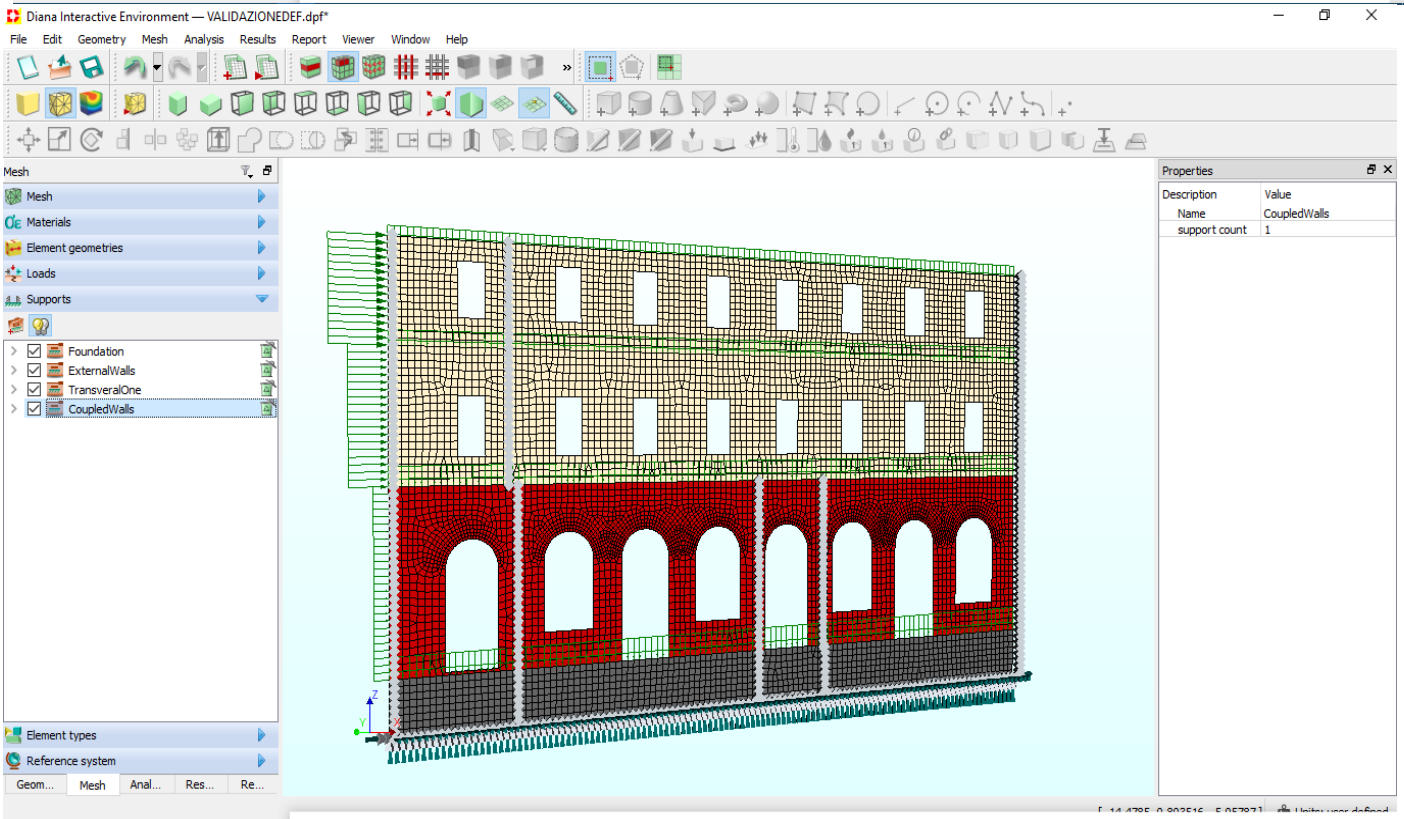 Diana Interactive Environment — VALIDAZIONEDEF.dpf*
File Edit Geometry Mesh Analysis Results Report Viewer Window Help
»
Mesh
Mesh
Materials
Element geometries
Loads
Supports
Foundation
ExternalWalls
TransveralOne
CoupledWalls
Element types
Reference system
Geom... Mesh Anal... Res... Re...
Z
Y X
Properties
Description Value
Name CoupledWalls
support count 1